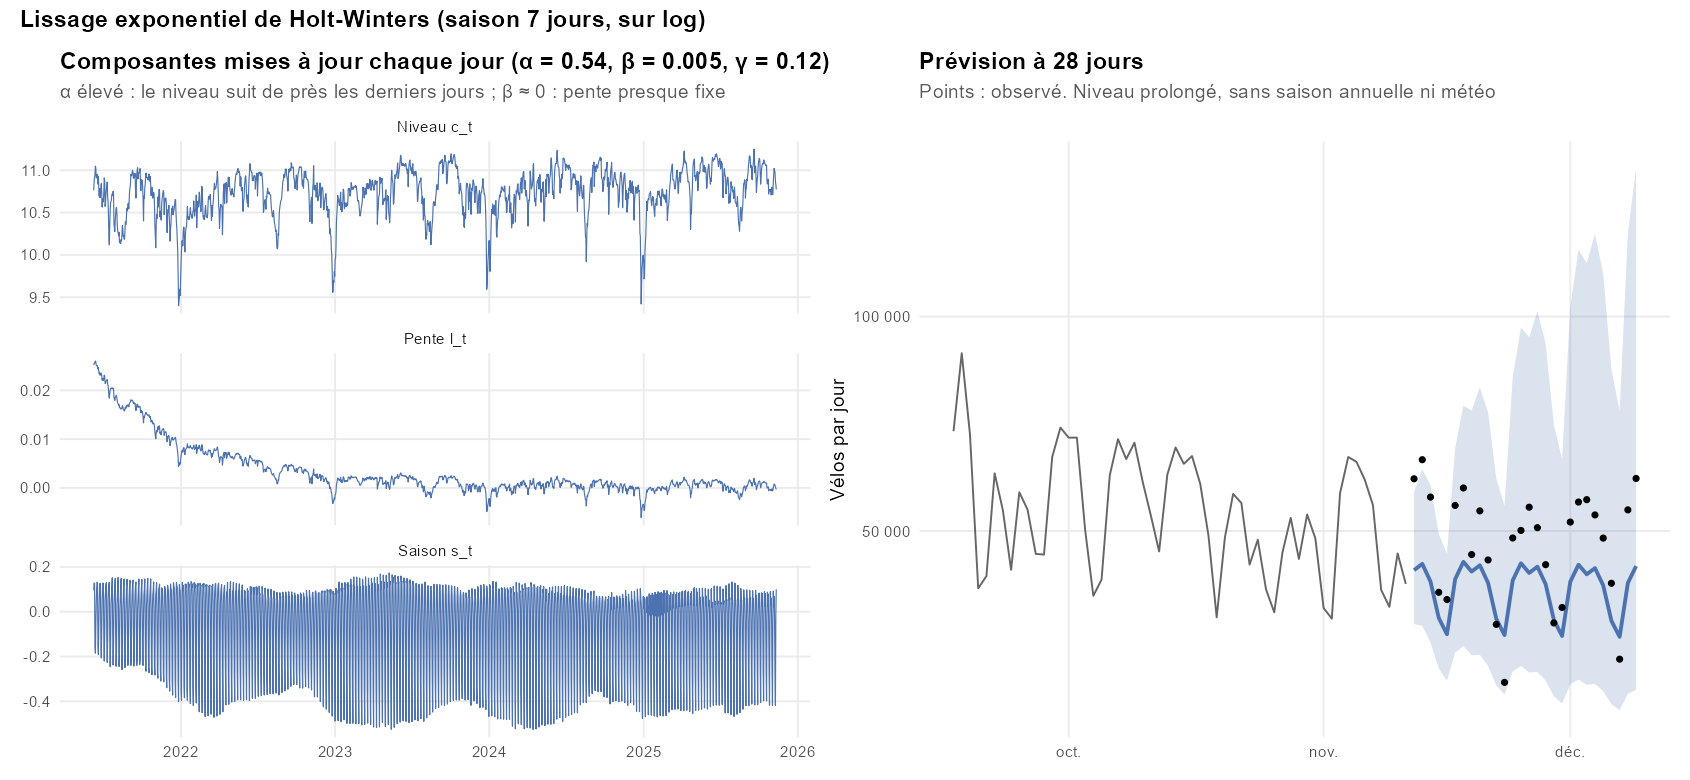 Lissage exponentiel de Holt-Winters (saison 7 jours, sur log)
Composantes mises à jour chaque jour (α = 0.54, β = 0.005, γ = 0.12)
α élevé : le niveau suit de près les derniers jours ; β ≈ 0 : pente presque fixe
Niveau c_t
11.0
10.5
10.0
9.5
Pente l_t
0.02
0.01
0.00
Saison s_t
0.2
0.0
-0.2
-0.4
2022
2023
2024
2025
2026
Prévision à 28 jours
Points : observé. Niveau prolongé, sans saison annuelle ni météo
Vélos par jour
100 000
50 000
oct.
nov.
déc.